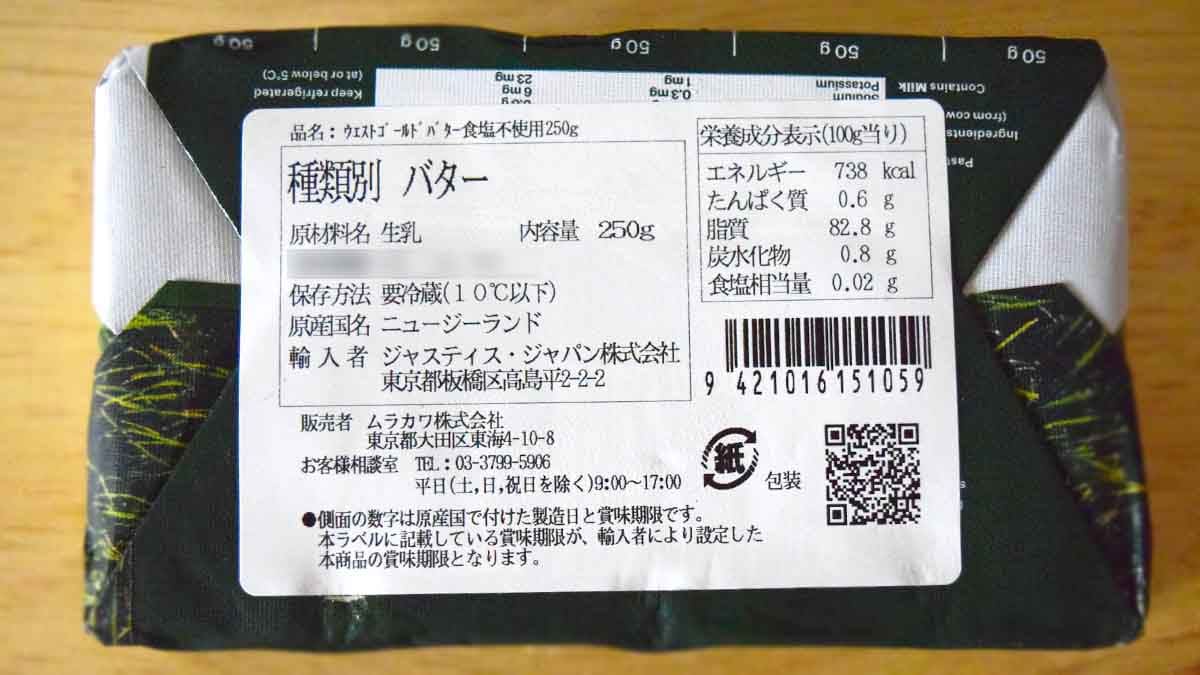 50g 50g 50g 50g 50g
Keep refrigerated
(at or below 5°C)
23 mg
6 mg
1 mg
0.3 mg
Potassium
Sodium
Contains Milk
(from cow)
Ingredients
Past
品名：ｳｴｽﾄｺﾞｰﾙﾄﾞﾊﾞﾀｰ食塩不使用250g
種類別 バター
原材料名 生乳 内容量 250g
保存方法 要冷蔵(１０℃以下)
原産国名 ニュージーランド
輸入者 ジャスティス・ジャパン株式会社
東京都板橋区高島平2-2-2
栄養成分表示(100g当り)
エネルギー 738 kcal
たんぱく質 0.6 g
脂質 82.8 g
炭水化物 0.8 g
食塩相当量 0.02 g
9 421016 151059
販売者 ムラカワ株式会社
東京都大田区東海4-10-8
お客様相談室 TEL：03-3799-5906
平日(土,日,祝日を除く)9:00～17:00
紙 包装
●側面の数字は原産国で付けた製造日と賞味期限です。
本ラベルに記載している賞味期限が、輸入者により設定した
本商品の賞味期限となります。